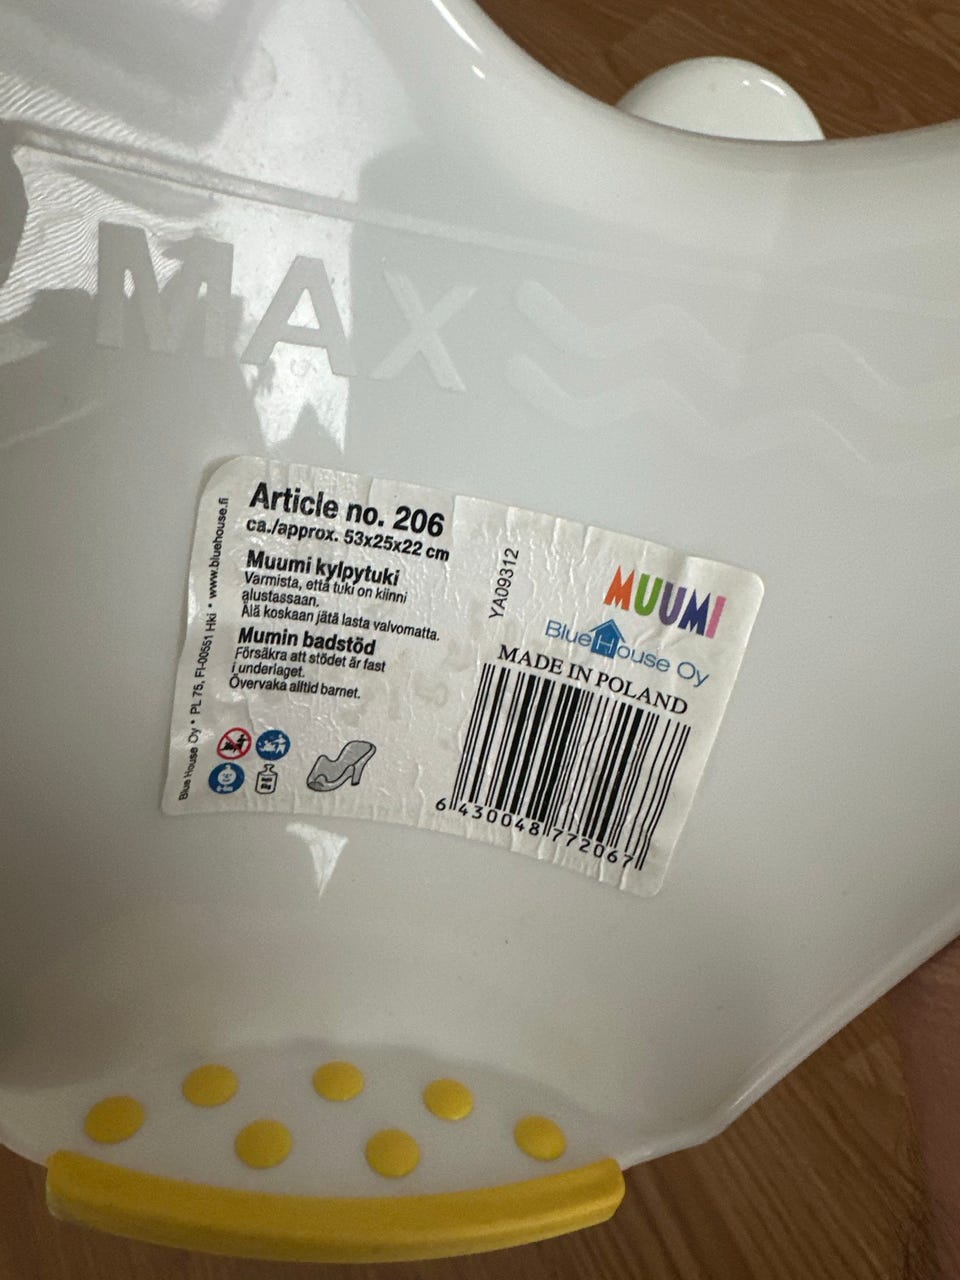 MAX
Article no. 206
ca./approx. 53x25x22 cm
Muumi kylpytuki
Varmista, että tuki on kiinni
alustassaan.
Älä koskaan jätä lasta valvomatta.
Mumin badstöd
Försäkra att stödet är fast
i underlaget.
Övervaka alltid barnet.
Blue House Oy • PL 75, FI-00551 Hki • www.bluehouse.fi
YA09312
MUUMI
Blue House Oy
MADE IN POLAND
6 430048 772067